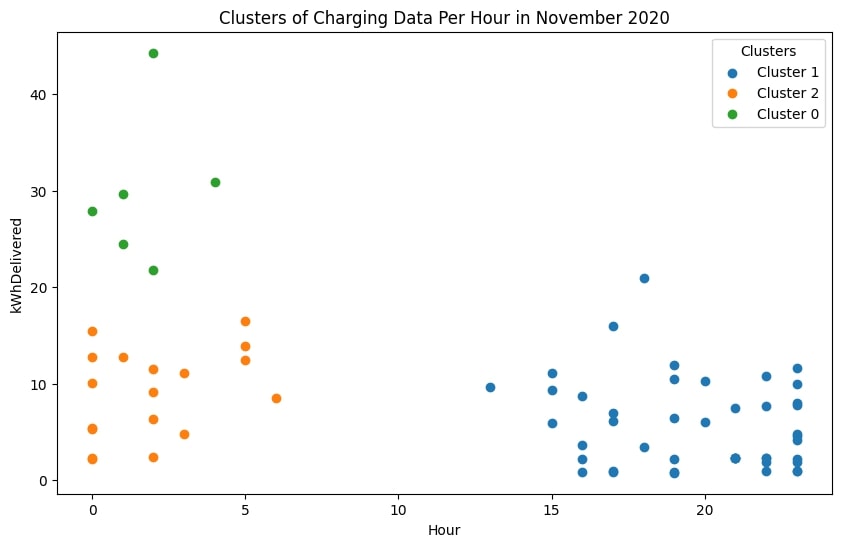 Clusters of Charging Data Per Hour in November 2020
Clusters
Cluster 1
Cluster 2
Cluster 0
kWhDelivered
40
30
20
10
0
0 5 10 15 20
Hour